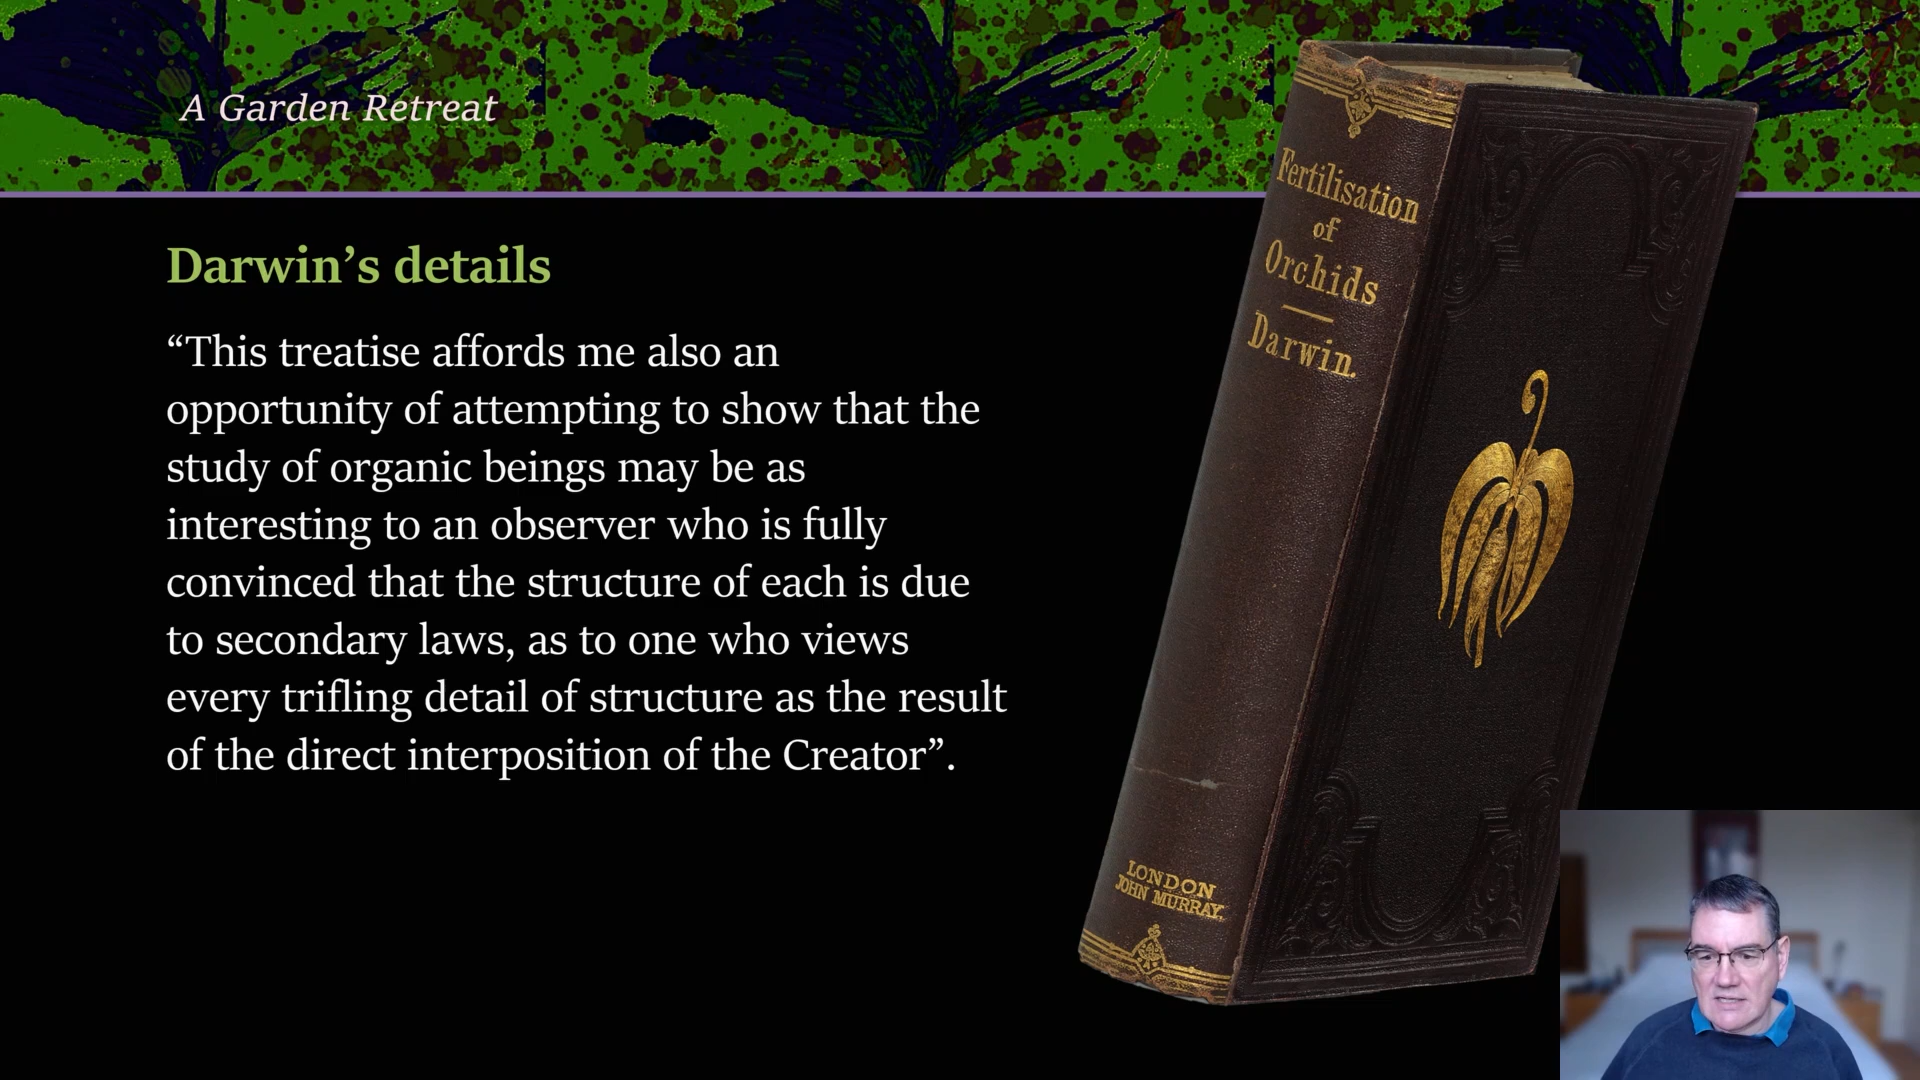 A Garden Retreat
Darwin’s details
“This treatise affords me also an
opportunity of attempting to show that the
study of organic beings may be as
interesting to an observer who is fully
convinced that the structure of each is due
to secondary laws, as to one who views
every trifling detail of structure as the result
of the direct interposition of the Creator”.
Fertilisation
of
Orchids
Darwin.
LONDON
JOHN MURRAY.